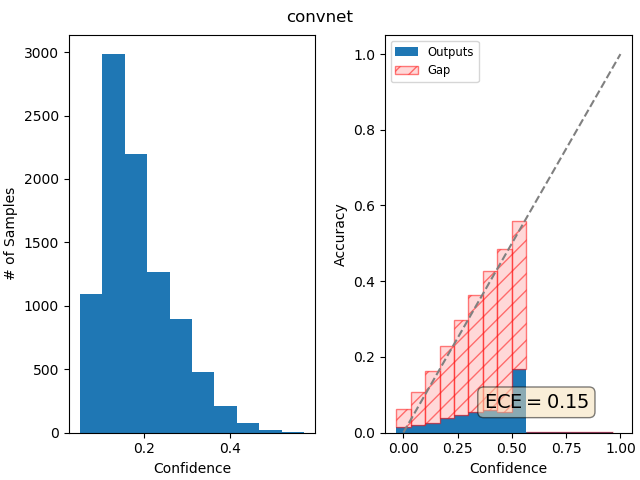 convnet
# of Samples
3000
2500
2000
1500
1000
500
0
0.2
0.4
Confidence
Accuracy
1.0
0.8
0.6
0.4
0.2
0.0
Outputs
Gap
ECE = 0.15
0.00
0.25
0.50
0.75
1.00
Confidence